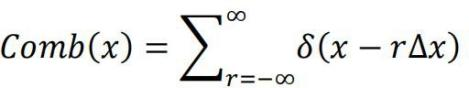 Comb(x) = ∑_{r=-∞}^{∞} δ(x − rΔx)